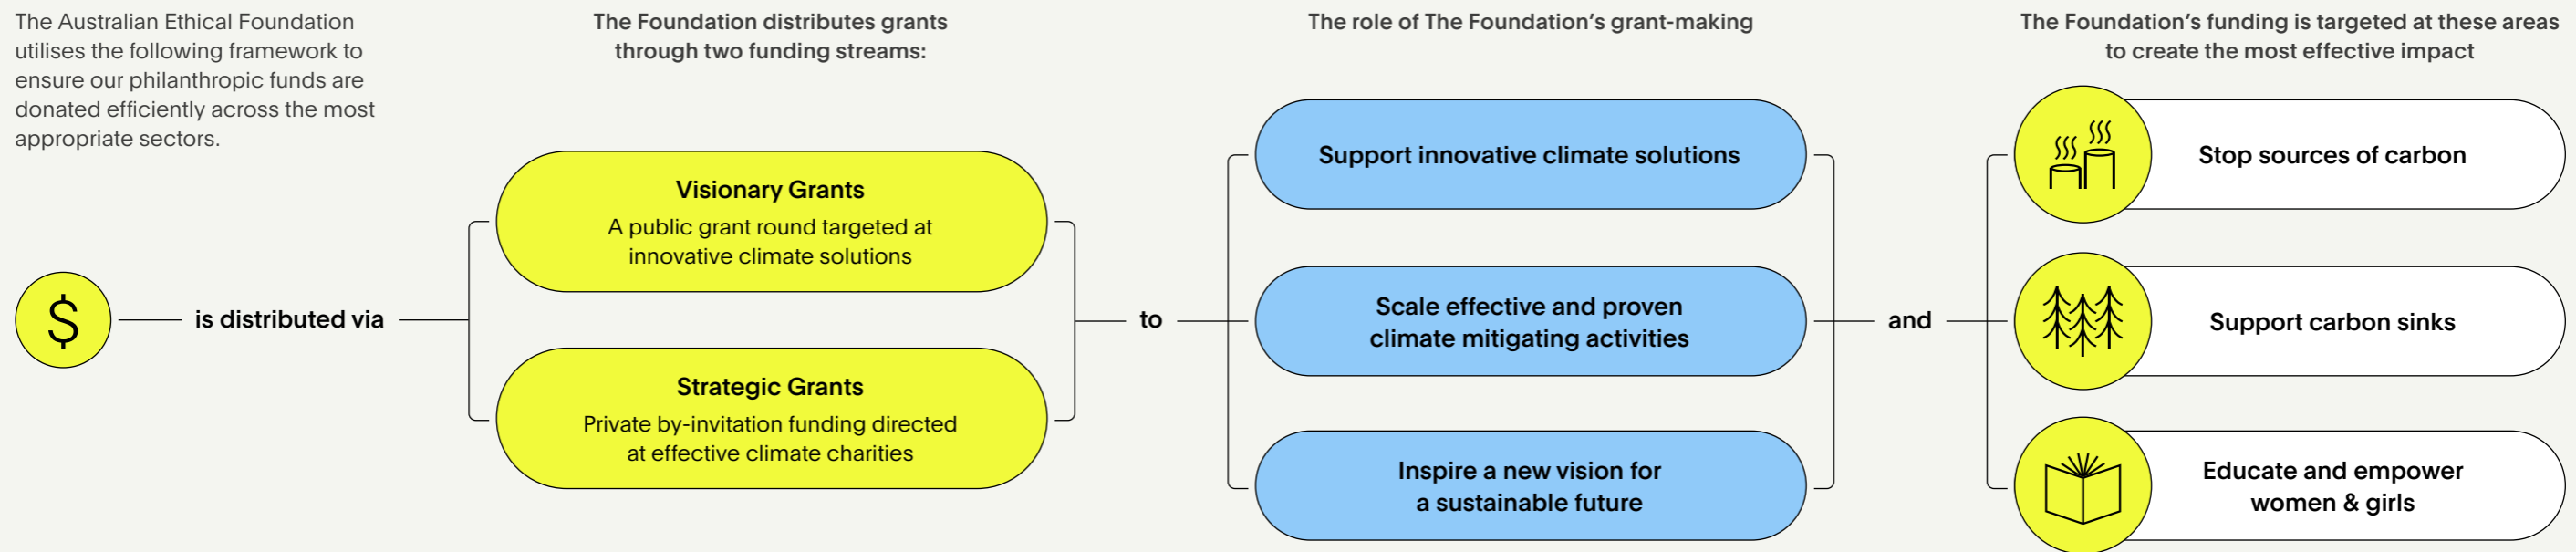 The Australian Ethical Foundation
utilises the following framework to
ensure our philanthropic funds are
donated efficiently across the most
appropriate sectors.
$
is distributed via
The Foundation distributes grants
through two funding streams:
Visionary Grants
A public grant round targeted at
innovative climate solutions
Strategic Grants
Private by-invitation funding directed
at effective climate charities
to
The role of The Foundation’s grant-making
Support innovative climate solutions
Scale effective and proven
climate mitigating activities
Inspire a new vision for
a sustainable future
and
The Foundation’s funding is targeted at these areas
to create the most effective impact
Stop sources of carbon
Support carbon sinks
Educate and empower
women & girls